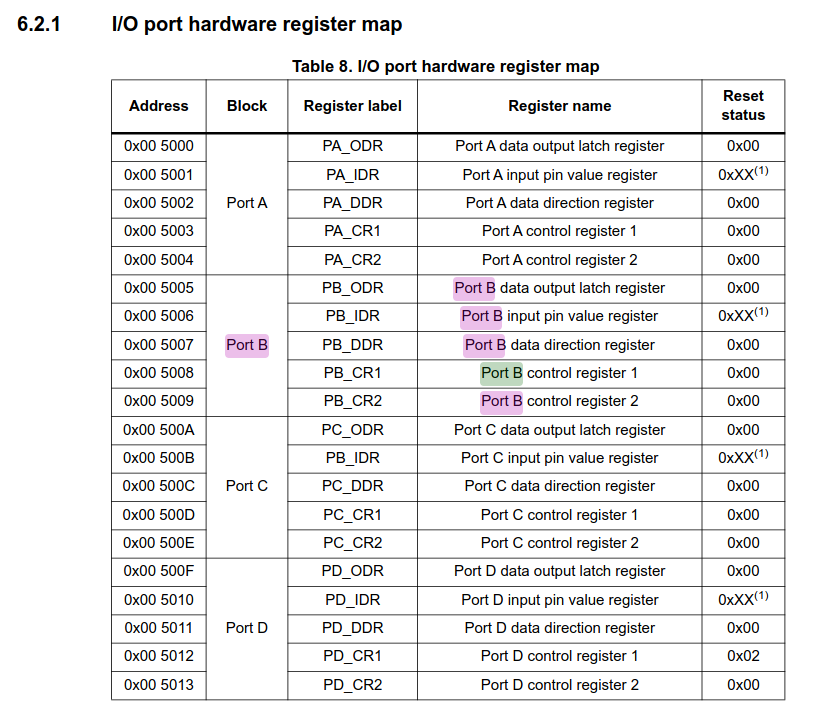 6.2.1 I/O port hardware register map
Table 8. I/O port hardware register map
Address Block Register label Register name Reset status
0x00 5000 PA_ODR Port A data output latch register 0x00
0x00 5001 PA_IDR Port A input pin value register 0xXX(1)
0x00 5002 Port A PA_DDR Port A data direction register 0x00
0x00 5003 PA_CR1 Port A control register 1 0x00
0x00 5004 PA_CR2 Port A control register 2 0x00
0x00 5005 PB_ODR Port B data output latch register 0x00
0x00 5006 PB_IDR Port B input pin value register 0xXX(1)
0x00 5007 Port B PB_DDR Port B data direction register 0x00
0x00 5008 PB_CR1 Port B control register 1 0x00
0x00 5009 PB_CR2 Port B control register 2 0x00
0x00 500A PC_ODR Port C data output latch register 0x00
0x00 500B PB_IDR Port C input pin value register 0xXX(1)
0x00 500C Port C PC_DDR Port C data direction register 0x00
0x00 500D PC_CR1 Port C control register 1 0x00
0x00 500E PC_CR2 Port C control register 2 0x00
0x00 500F PD_ODR Port D data output latch register 0x00
0x00 5010 PD_IDR Port D input pin value register 0xXX(1)
0x00 5011 Port D PD_DDR Port D data direction register 0x00
0x00 5012 PD_CR1 Port D control register 1 0x02
0x00 5013 PD_CR2 Port D control register 2 0x00